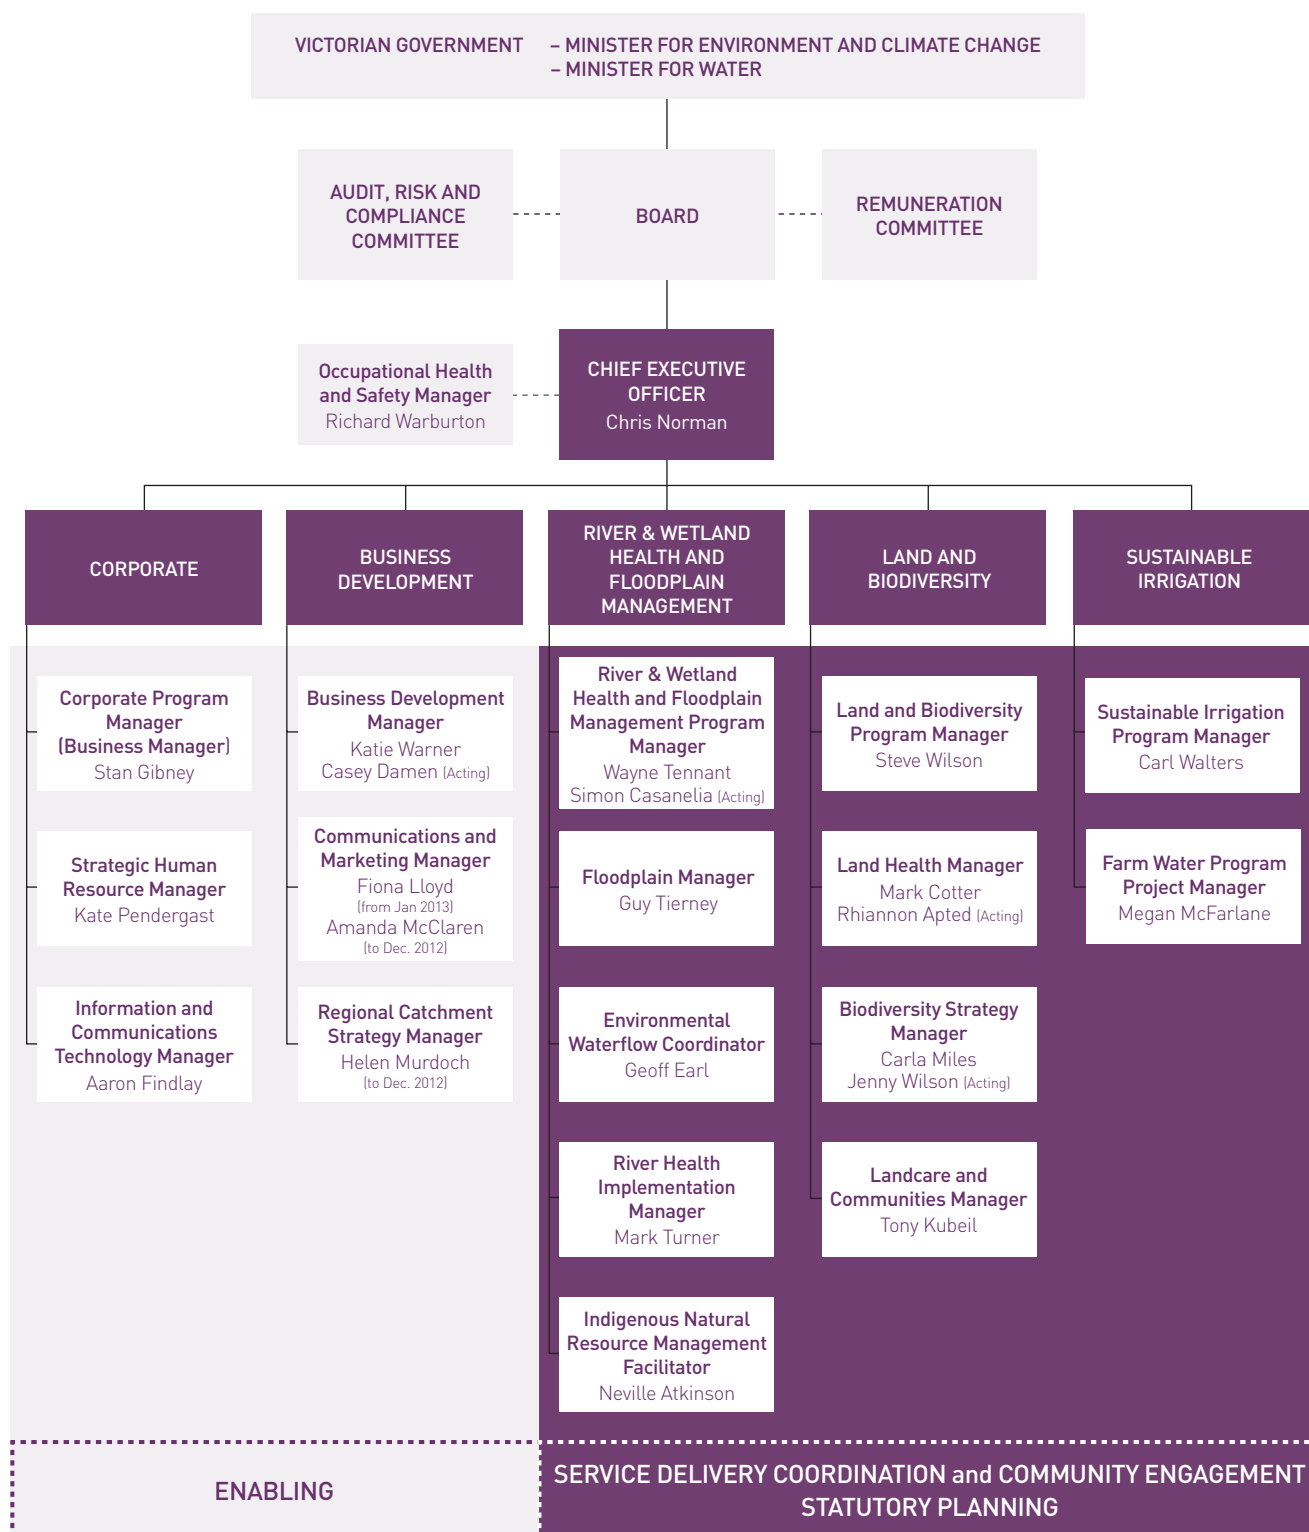 VICTORIAN GOVERNMENT – MINISTER FOR ENVIRONMENT AND CLIMATE CHANGE
– MINISTER FOR WATER
AUDIT, RISK AND
COMPLIANCE
COMMITTEE
BOARD
REMUNERATION
COMMITTEE
Occupational Health
and Safety Manager
Richard Warburton
CHIEF EXECUTIVE
OFFICER
Chris Norman
CORPORATE
BUSINESS
DEVELOPMENT
RIVER & WETLAND
HEALTH AND
FLOODPLAIN
MANAGEMENT
LAND AND
BIODIVERSITY
SUSTAINABLE
IRRIGATION
Corporate Program
Manager
(Business Manager)
Stan Gibney
Strategic Human
Resource Manager
Kate Pendergast
Information and
Communications
Technology Manager
Aaron Findlay
Business Development
Manager
Katie Warner
Casey Damen (Acting)
Communications and
Marketing Manager
Fiona Lloyd
(from Jan 2013)
Amanda McClaren
(to Dec. 2012)
Regional Catchment
Strategy Manager
Helen Murdoch
(to Dec. 2012)
River & Wetland
Health and Floodplain
Management Program
Manager
Wayne Tennant
Simon Casanelia (Acting)
Floodplain Manager
Guy Tierney
Environmental
Waterflow Coordinator
Geoff Earl
River Health
Implementation
Manager
Mark Turner
Indigenous Natural
Resource Management
Facilitator
Neville Atkinson
Land and Biodiversity
Program Manager
Steve Wilson
Land Health Manager
Mark Cotter
Rhiannon Apted (Acting)
Biodiversity Strategy
Manager
Carla Miles
Jenny Wilson (Acting)
Landcare and
Communities Manager
Tony Kubeil
Sustainable Irrigation
Program Manager
Carl Walters
Farm Water Program
Project Manager
Megan McFarlane
ENABLING
SERVICE DELIVERY COORDINATION and COMMUNITY ENGAGEMENT
STATUTORY PLANNING